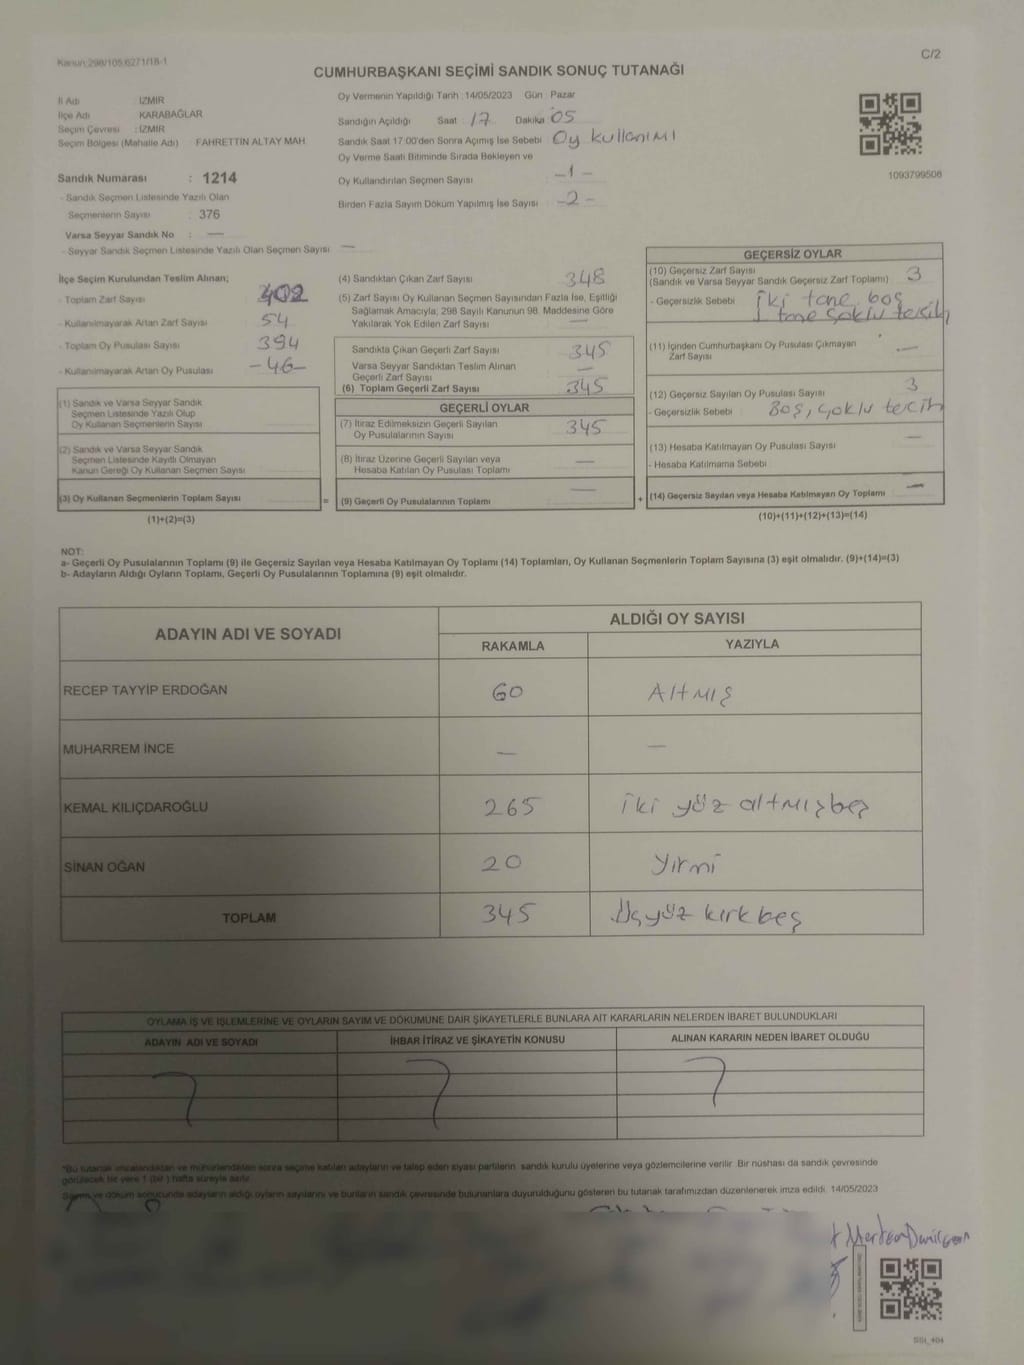 Kanun:298/105,6271/18-1
C/2
CUMHURBAŞKANI SEÇİMİ SANDIK SONUÇ TUTANAĞI
İl Adı : İZMİR
İlçe Adı : KARABAĞLAR
Seçim Çevresi : İZMİR
Seçim Bölgesi (Mahalle Adı) FAHRETTİN ALTAY MAH.
Sandık Numarası : 1214
- Sandık Seçmen Listesinde Yazılı Olan
Seçmenlerin Sayısı : 376
Varsa Seyyar Sandık No : —
- Seyyar Sandık Seçmen Listesinde Yazılı Olan Seçmen Sayısı —
Oy Vermenin Yapıldığı Tarih :14/05/2023 Gün : Pazar
Sandığın Açıldığı Saat : 17 Dakika : 05
Sandık Saat 17:00'den Sonra Açımış İse Sebebi Oy kullanımı
Oy Verme Saati Bitiminde Sırada Bekleyen ve
Oy Kullandırılan Seçmen Sayısı -1-
Birden Fazla Sayım Döküm Yapılmış İse Sayısı -2-
1093799506
İlçe Seçim Kurulundan Teslim Alınan;
- Toplam Zarf Sayısı 402
- Kullanılmayarak Artan Zarf Sayısı 54
- Toplam Oy Pusulası Sayısı 394
- Kullanılmayarak Artan Oy Pusulası -46-
(1) Sandık ve Varsa Seyyar Sandık
Seçmen Listesinde Yazılı Olup
Oy Kullanan Seçmenlerin Sayısı
(2) Sandık ve Varsa Seyyar Sandık
Seçmen Listesinde Kayıtlı Olmayan
Kanun Gereği Oy Kullanan Seçmen Sayısı
(3) Oy Kullanan Seçmenlerin Toplam Sayısı
(1)+(2)=(3)
(4) Sandıktan Çıkan Zarf Sayısı 348
(5) Zarf Sayısı Oy Kullanan Seçmen Sayısından Fazla İse, Eşitliği
Sağlamak Amacıyla; 298 Sayılı Kanunun 98. Maddesine Göre
Yakılarak Yok Edilen Zarf Sayısı —
Sandıkta Çıkan Geçerli Zarf Sayısı 345
Varsa Seyyar Sandıktan Teslim Alınan
Geçerli Zarf Sayısı —
(6) Toplam Geçerli Zarf Sayısı 345
GEÇERLİ OYLAR
(7) İtiraz Edilmeksizin Geçerli Sayılan
Oy Pusulalarının Sayısı 345
(8) İtiraz Üzerine Geçerli Sayılan veya
Hesaba Katılan Oy Pusulası Toplamı —
= (9) Geçerli Oy Pusulalarının Toplamı —
GEÇERSİZ OYLAR
(10) Geçersiz Zarf Sayısı
(Sandık ve Varsa Seyyar Sandık Geçersiz Zarf Toplamı) 3
- Geçersizlik Sebebi İki tane boş
1 tane çoklu tercih
(11) İçinden Cumhurbaşkanı Oy Pusulası Çıkmayan
Zarf Sayısı —
(12) Geçersiz Sayılan Oy Pusulası Sayısı 3
- Geçersizlik Sebebi Boş, çoklu tercih
(13) Hesaba Katılmayan Oy Pusulası Sayısı —
- Hesaba Katılmama Sebebi
+ (14) Geçersiz Sayılan veya Hesaba Katılmayan Oy Toplamı —
(10)+(11)+(12)+(13)=(14)
NOT:
a- Geçerli Oy Pusulalarının Toplamı (9) ile Geçersiz Sayılan veya Hesaba Katılmayan Oy Toplamı (14) Toplamları, Oy Kullanan Seçmenlerin Toplam Sayısına (3) eşit olmalıdır. (9)+(14)=(3)
b- Adayların Aldığı Oyların Toplamı, Geçerli Oy Pusulalarının Toplamına (9) eşit olmalıdır.
ADAYIN ADI VE SOYADI
ALDIĞI OY SAYISI
RAKAMLA YAZIYLA
RECEP TAYYİP ERDOĞAN 60 Altmış
MUHARREM İNCE — —
KEMAL KILIÇDAROĞLU 265 iki yüz altmışbeş
SİNAN OĞAN 20 Yirmi
TOPLAM 345 Üçyüz kırkbeş
OYLAMA İŞ VE İŞLEMLERİNE VE OYLARIN SAYIM VE DÖKÜMÜNE DAİR ŞİKAYETLERLE BUNLARA AİT KARARLARIN NELERDEN İBARET BULUNDUKLARI
ADAYIN ADI VE SOYADI İHBAR İTİRAZ VE ŞİKAYETİN KONUSU ALINAN KARARIN NEDEN İBARET OLDUĞU
*Bu tutanak imzalandıktan ve mühürlendikten sonra seçime katılan adayların ve talep eden siyasi partilerin sandık kurulu üyelerine veya gözlemcilerine verilir. Bir nüshası da sandık çevresinde
görülecek bir yere 1 (bir) hafta süreyle asılır.
Sayım ve döküm sonucunda adayların aldığı oyların sayılarını ve bunların sandık çevresinde bulunanlara duyurulduğunu gösteren bu tutanak tarafımızdan düzenlenerek imza edildi. 14/05/2023